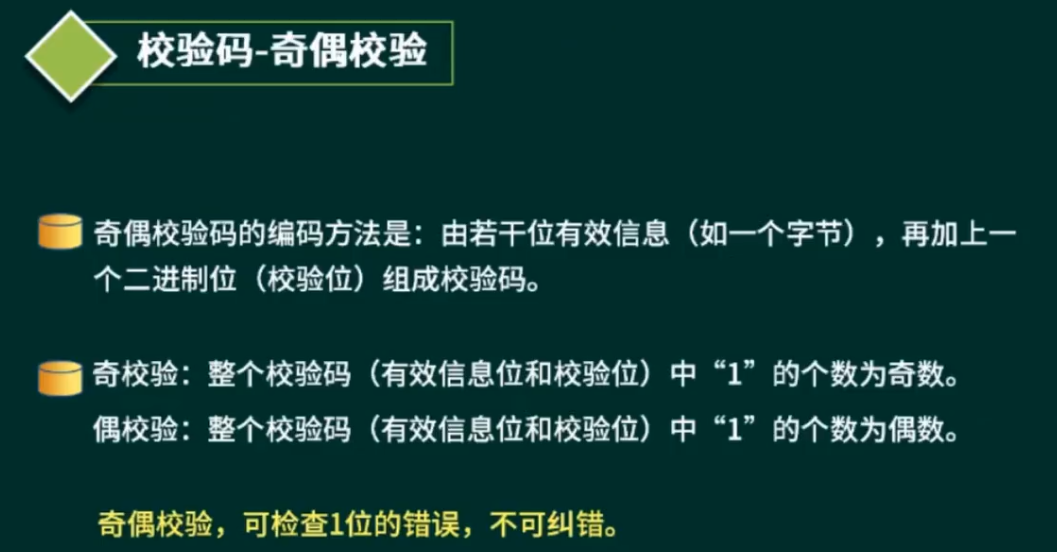 校验码-奇偶校验
奇偶校验码的编码方法是：由若干位有效信息（如一个字节），再加上一
个二进制位（校验位）组成校验码。
奇校验：整个校验码（有效信息位和校验位）中“1”的个数为奇数。
偶校验：整个校验码（有效信息位和校验位）中“1”的个数为偶数。
奇偶校验，可检查1位的错误，不可纠错。